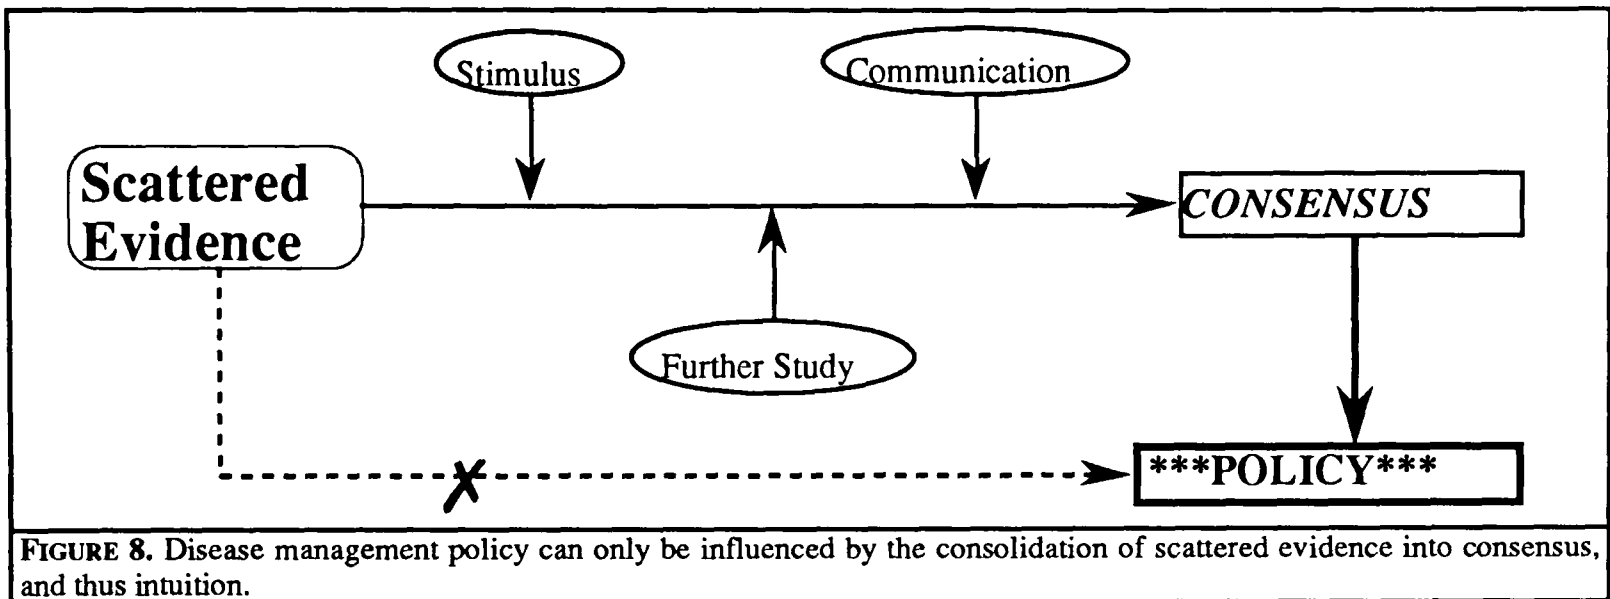 Stimulus
Communication
Scattered
Evidence
CONSENSUS
Further Study
***POLICY***
FIGURE 8. Disease management policy can only be influenced by the consolidation of scattered evidence into consensus,
and thus intuition.